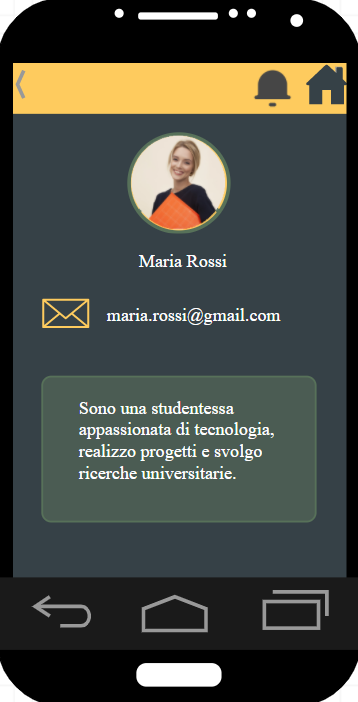 Maria Rossi
maria.rossi@gmail.com
Sono una studentessa
appassionata di tecnologia,
realizzo progetti e svolgo
ricerche universitarie.